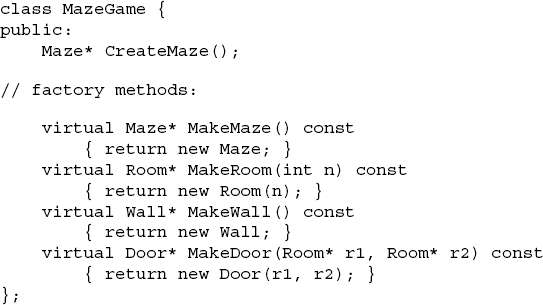 class MazeGame {
public:
    Maze* CreateMaze();

// factory methods:

    virtual Maze* MakeMaze() const
        { return new Maze; }
    virtual Room* MakeRoom(int n) const
        { return new Room(n); }
    virtual Wall* MakeWall() const
        { return new Wall; }
    virtual Door* MakeDoor(Room* r1, Room* r2) const
        { return new Door(r1, r2); }
};